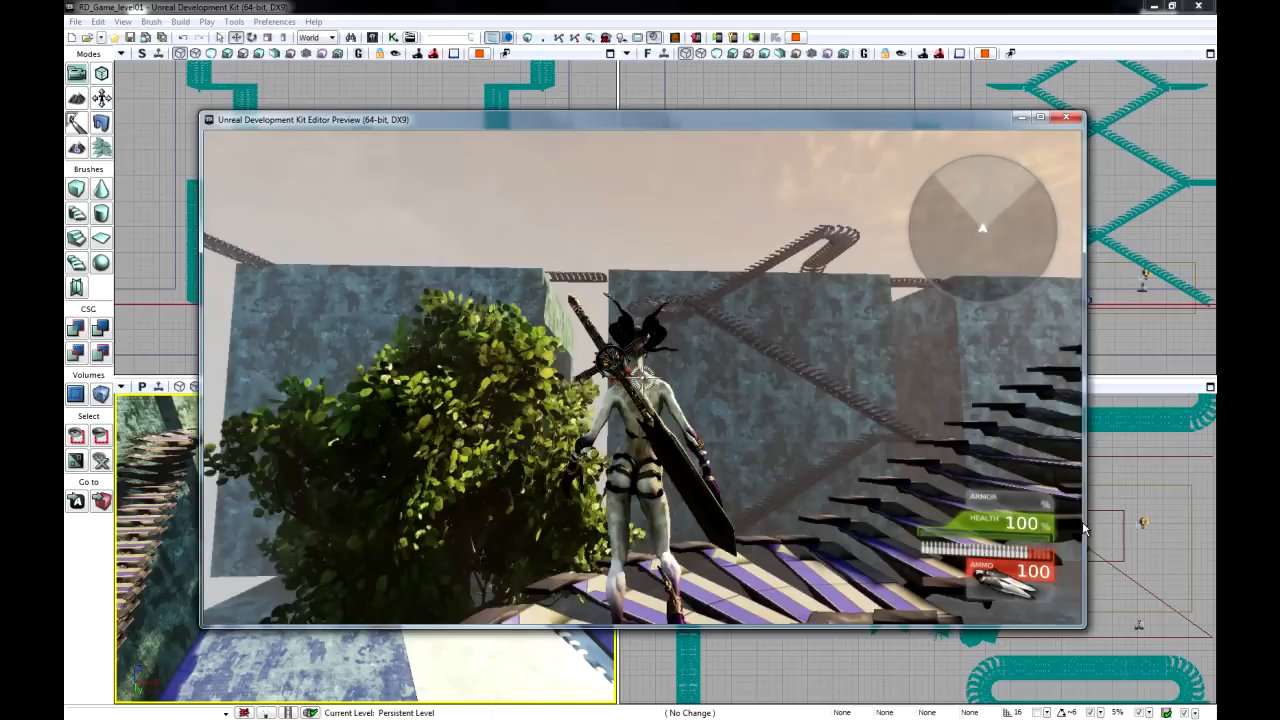 RD_Game_level01 - Unreal Development Kit (64-bit, DX9)
File Edit View Brush Build Play Tools Preferences Help
World
Modes
S
G
F
G
Unreal Development Kit Editor Preview (64-bit, DX9)
Brushes
CSG
Volumes
P
Select
Go to
ARMOR
%
HEALTH 100 %
AMMO 100
Current Level: Persistent Level
( No Change )
None None None None
16
~6
5%